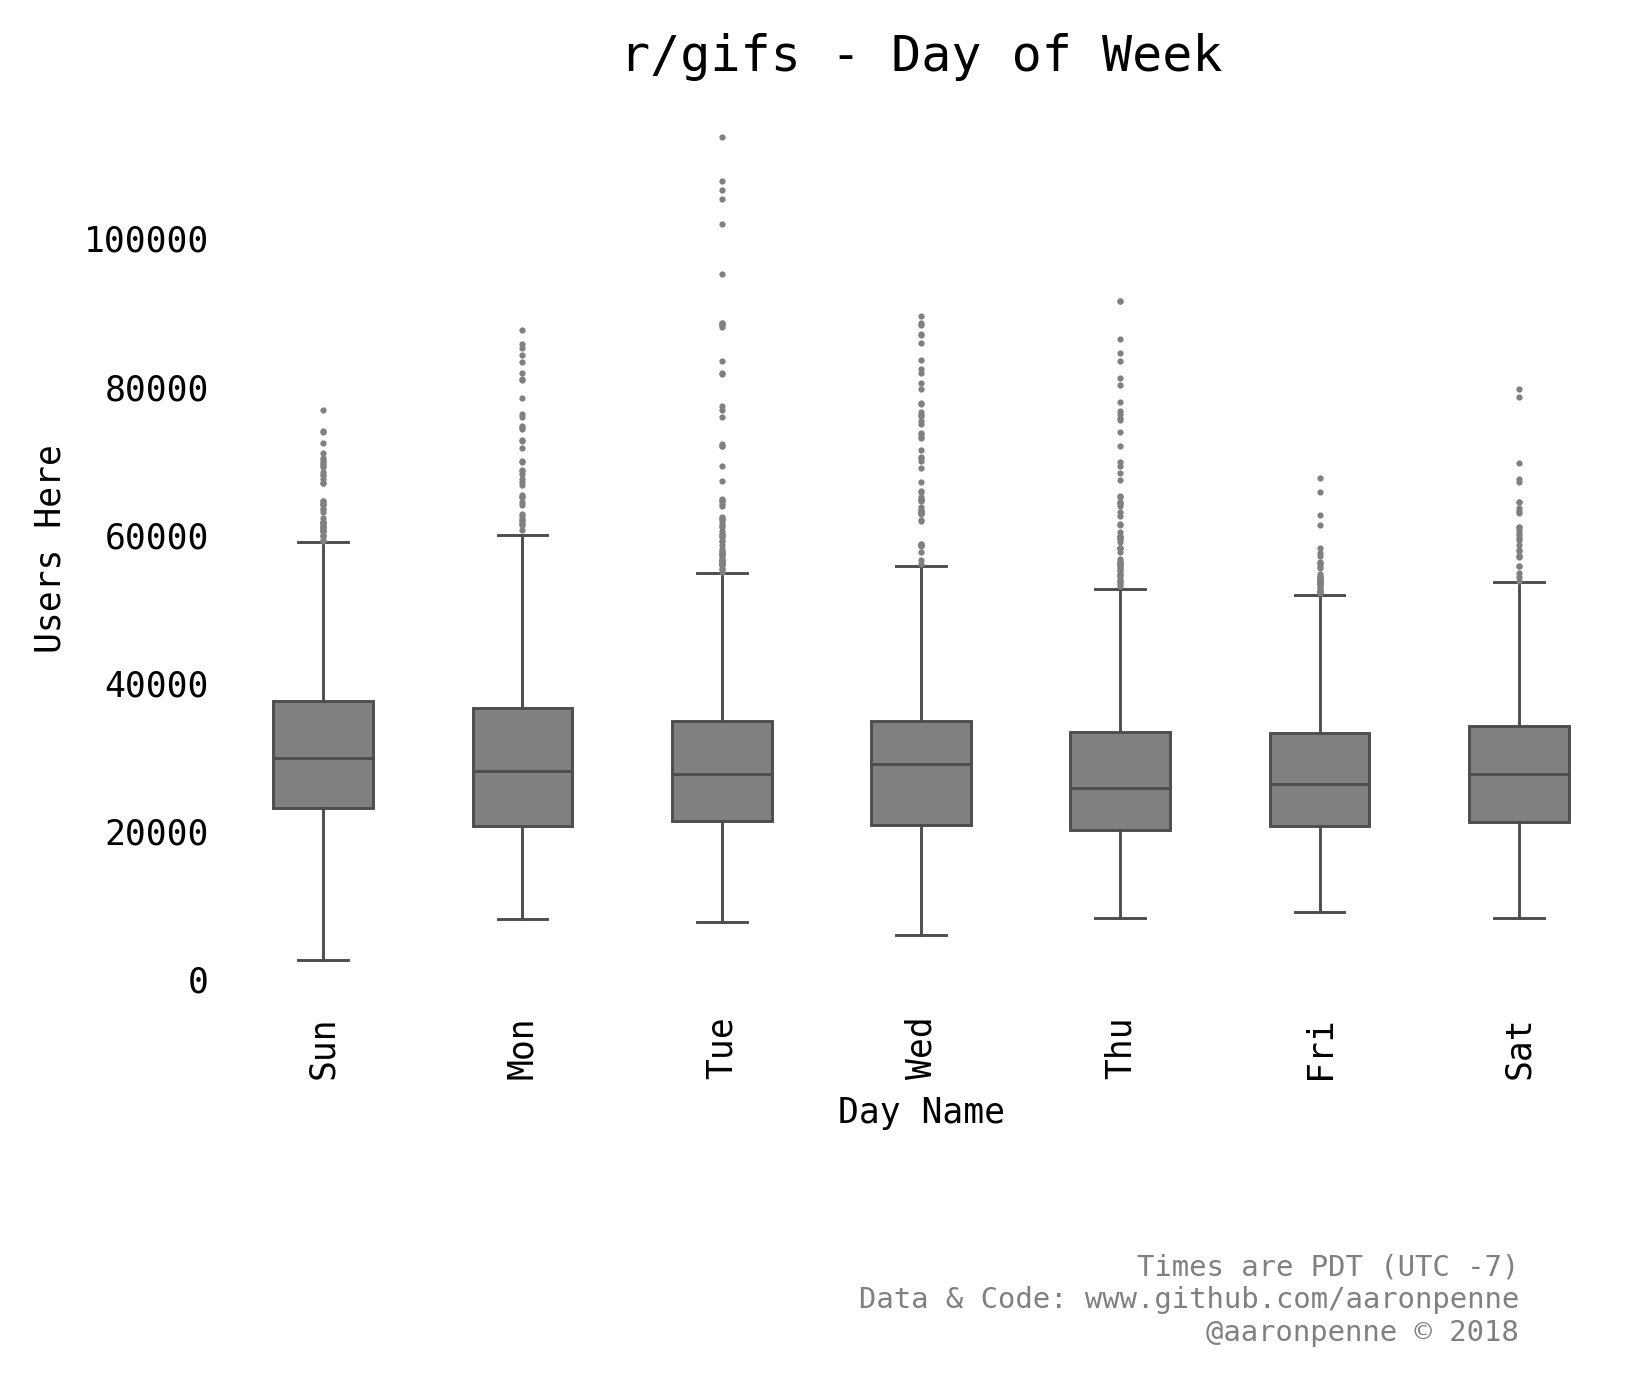 r/gifs - Day of Week
100000
80000
60000
40000
20000
0
Users Here
Sun
Mon
Tue
Wed
Thu
Fri
Sat
Day Name
Times are PDT (UTC -7)
Data & Code: www.github.com/aaronpenne
@aaronpenne © 2018